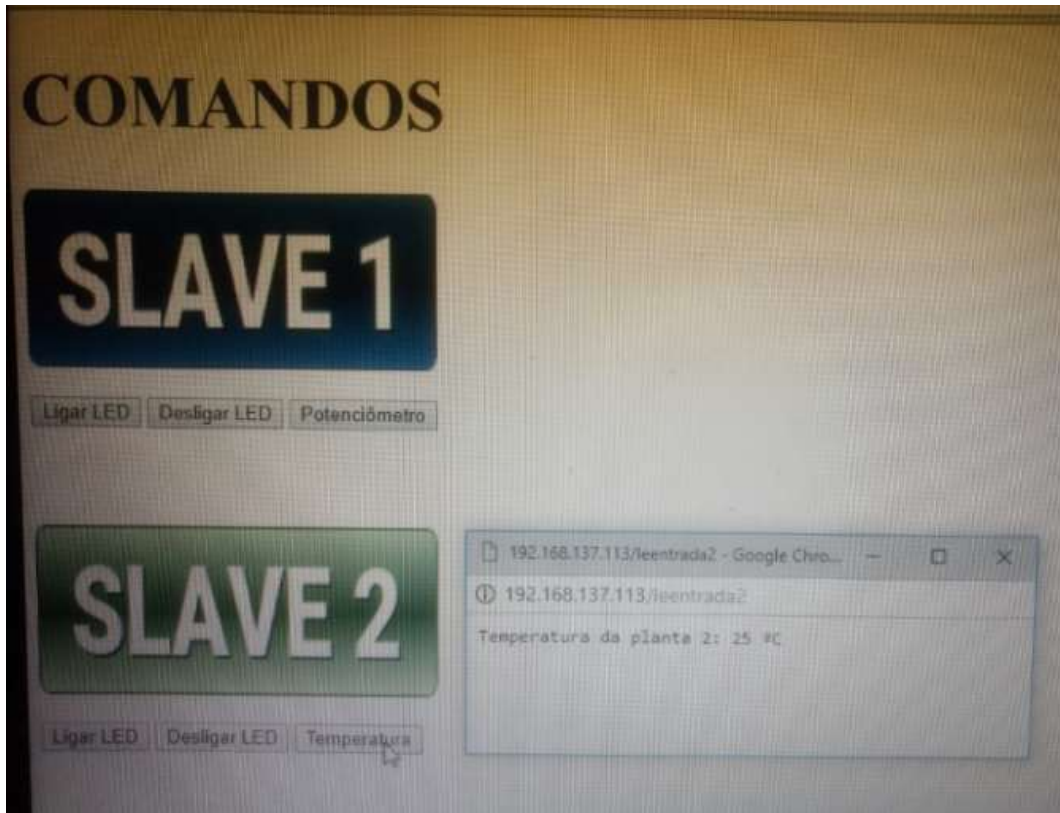 COMANDOS
SLAVE 1
Ligar LED Desligar LED Potenciômetro
SLAVE 2
192.168.137.113/leentrada2 - Google Chro...
192.168.137.113/leentrada2
Temperatura da planta 2: 25 ºC
Ligar LED Desligar LED Temperatura